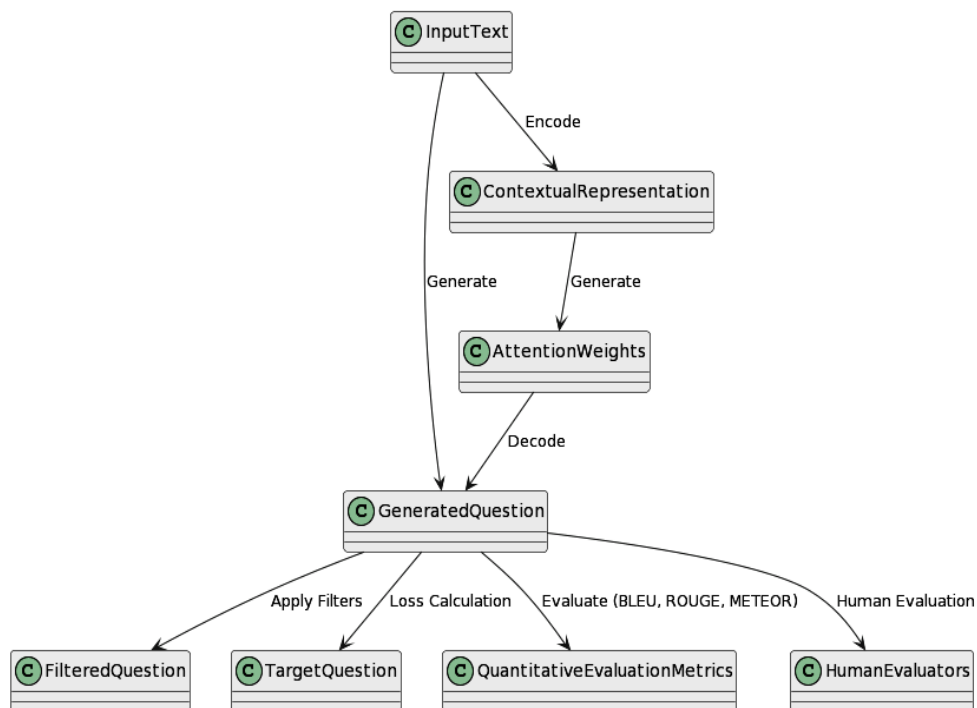 C InputText
Encode
C ContextualRepresentation
Generate
Generate
C AttentionWeights
Decode
C GeneratedQuestion
Apply Filters
Loss Calculation
Evaluate (BLEU, ROUGE, METEOR)
Human Evaluation
C FilteredQuestion
C TargetQuestion
C QuantitativeEvaluationMetrics
C HumanEvaluators